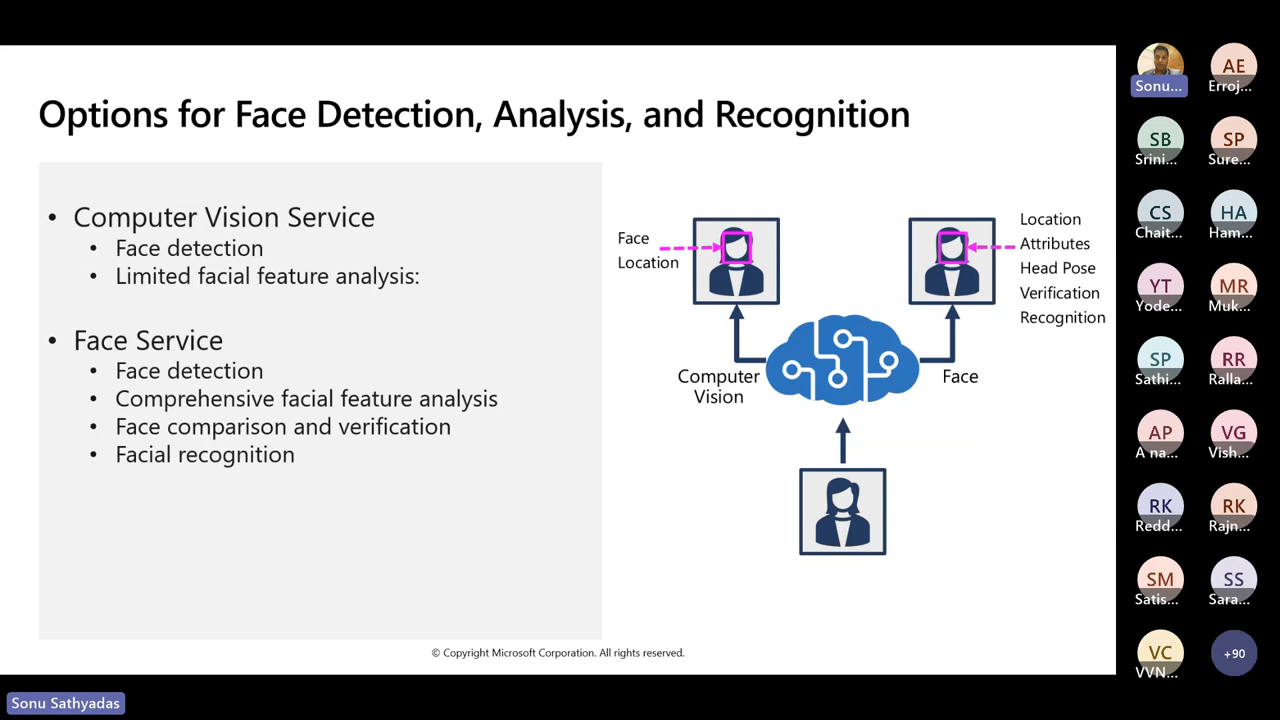 Options for Face Detection, Analysis, and Recognition
• Computer Vision Service
• Face detection
• Limited facial feature analysis:
• Face Service
• Face detection
• Comprehensive facial feature analysis
• Face comparison and verification
• Facial recognition
Face
Location
Location
Attributes
Head Pose
Verification
Recognition
Computer
Vision
Face
© Copyright Microsoft Corporation. All rights reserved.
Sonu Sathyadas
Sonu...
AE
Erroj...
SB
Srini...
SP
Sure...
CS
Chait...
HA
Ham...
YT
Yode...
MR
Muk...
SP
Sathi...
RR
Ralla...
AP
A na...
VG
Vish...
RK
Redd...
RK
Rajn...
SM
Satis...
SS
Sara...
VC
VVN...
+90